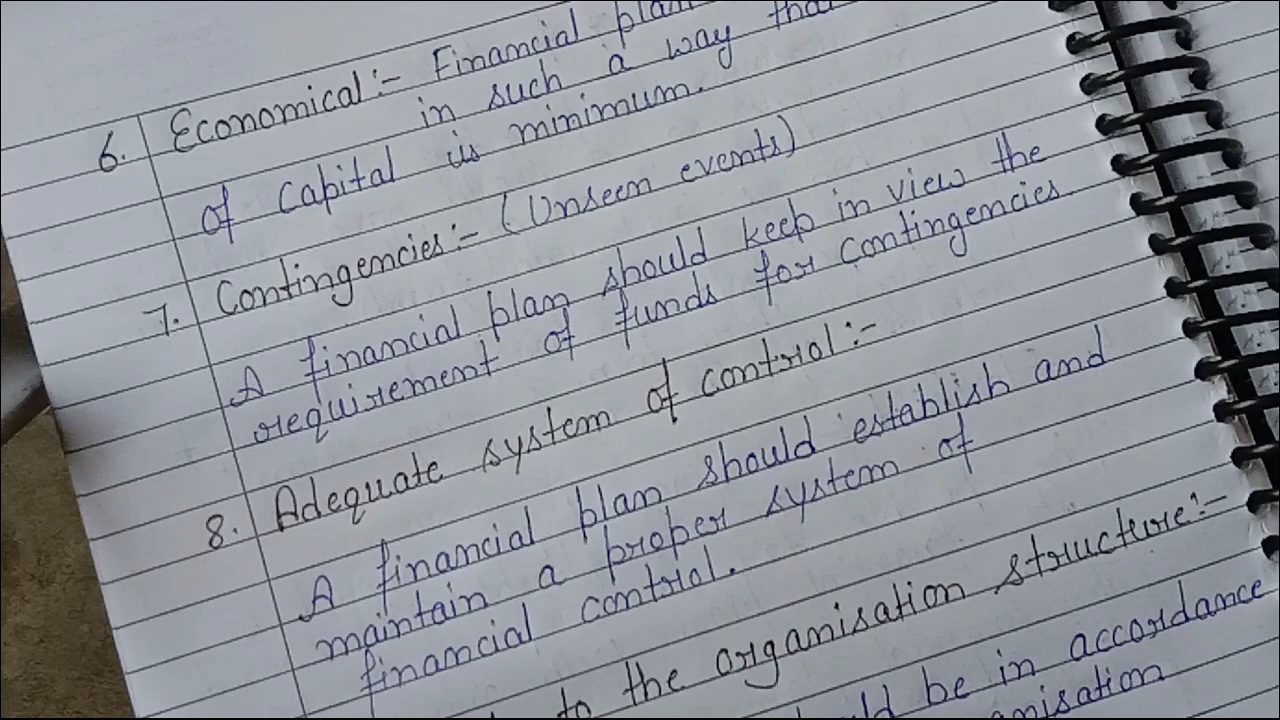 6. Economical:- Financial plan
in such a way that
of capital is minimum.
7. Contingencies:- (Unseen events)
A financial plan should keep in view the
requirement of funds for contingencies
8. Adequate system of control:-
A financial plan should establish and
maintain a proper system of
financial control.
to the organisation structure:-
be in accordance